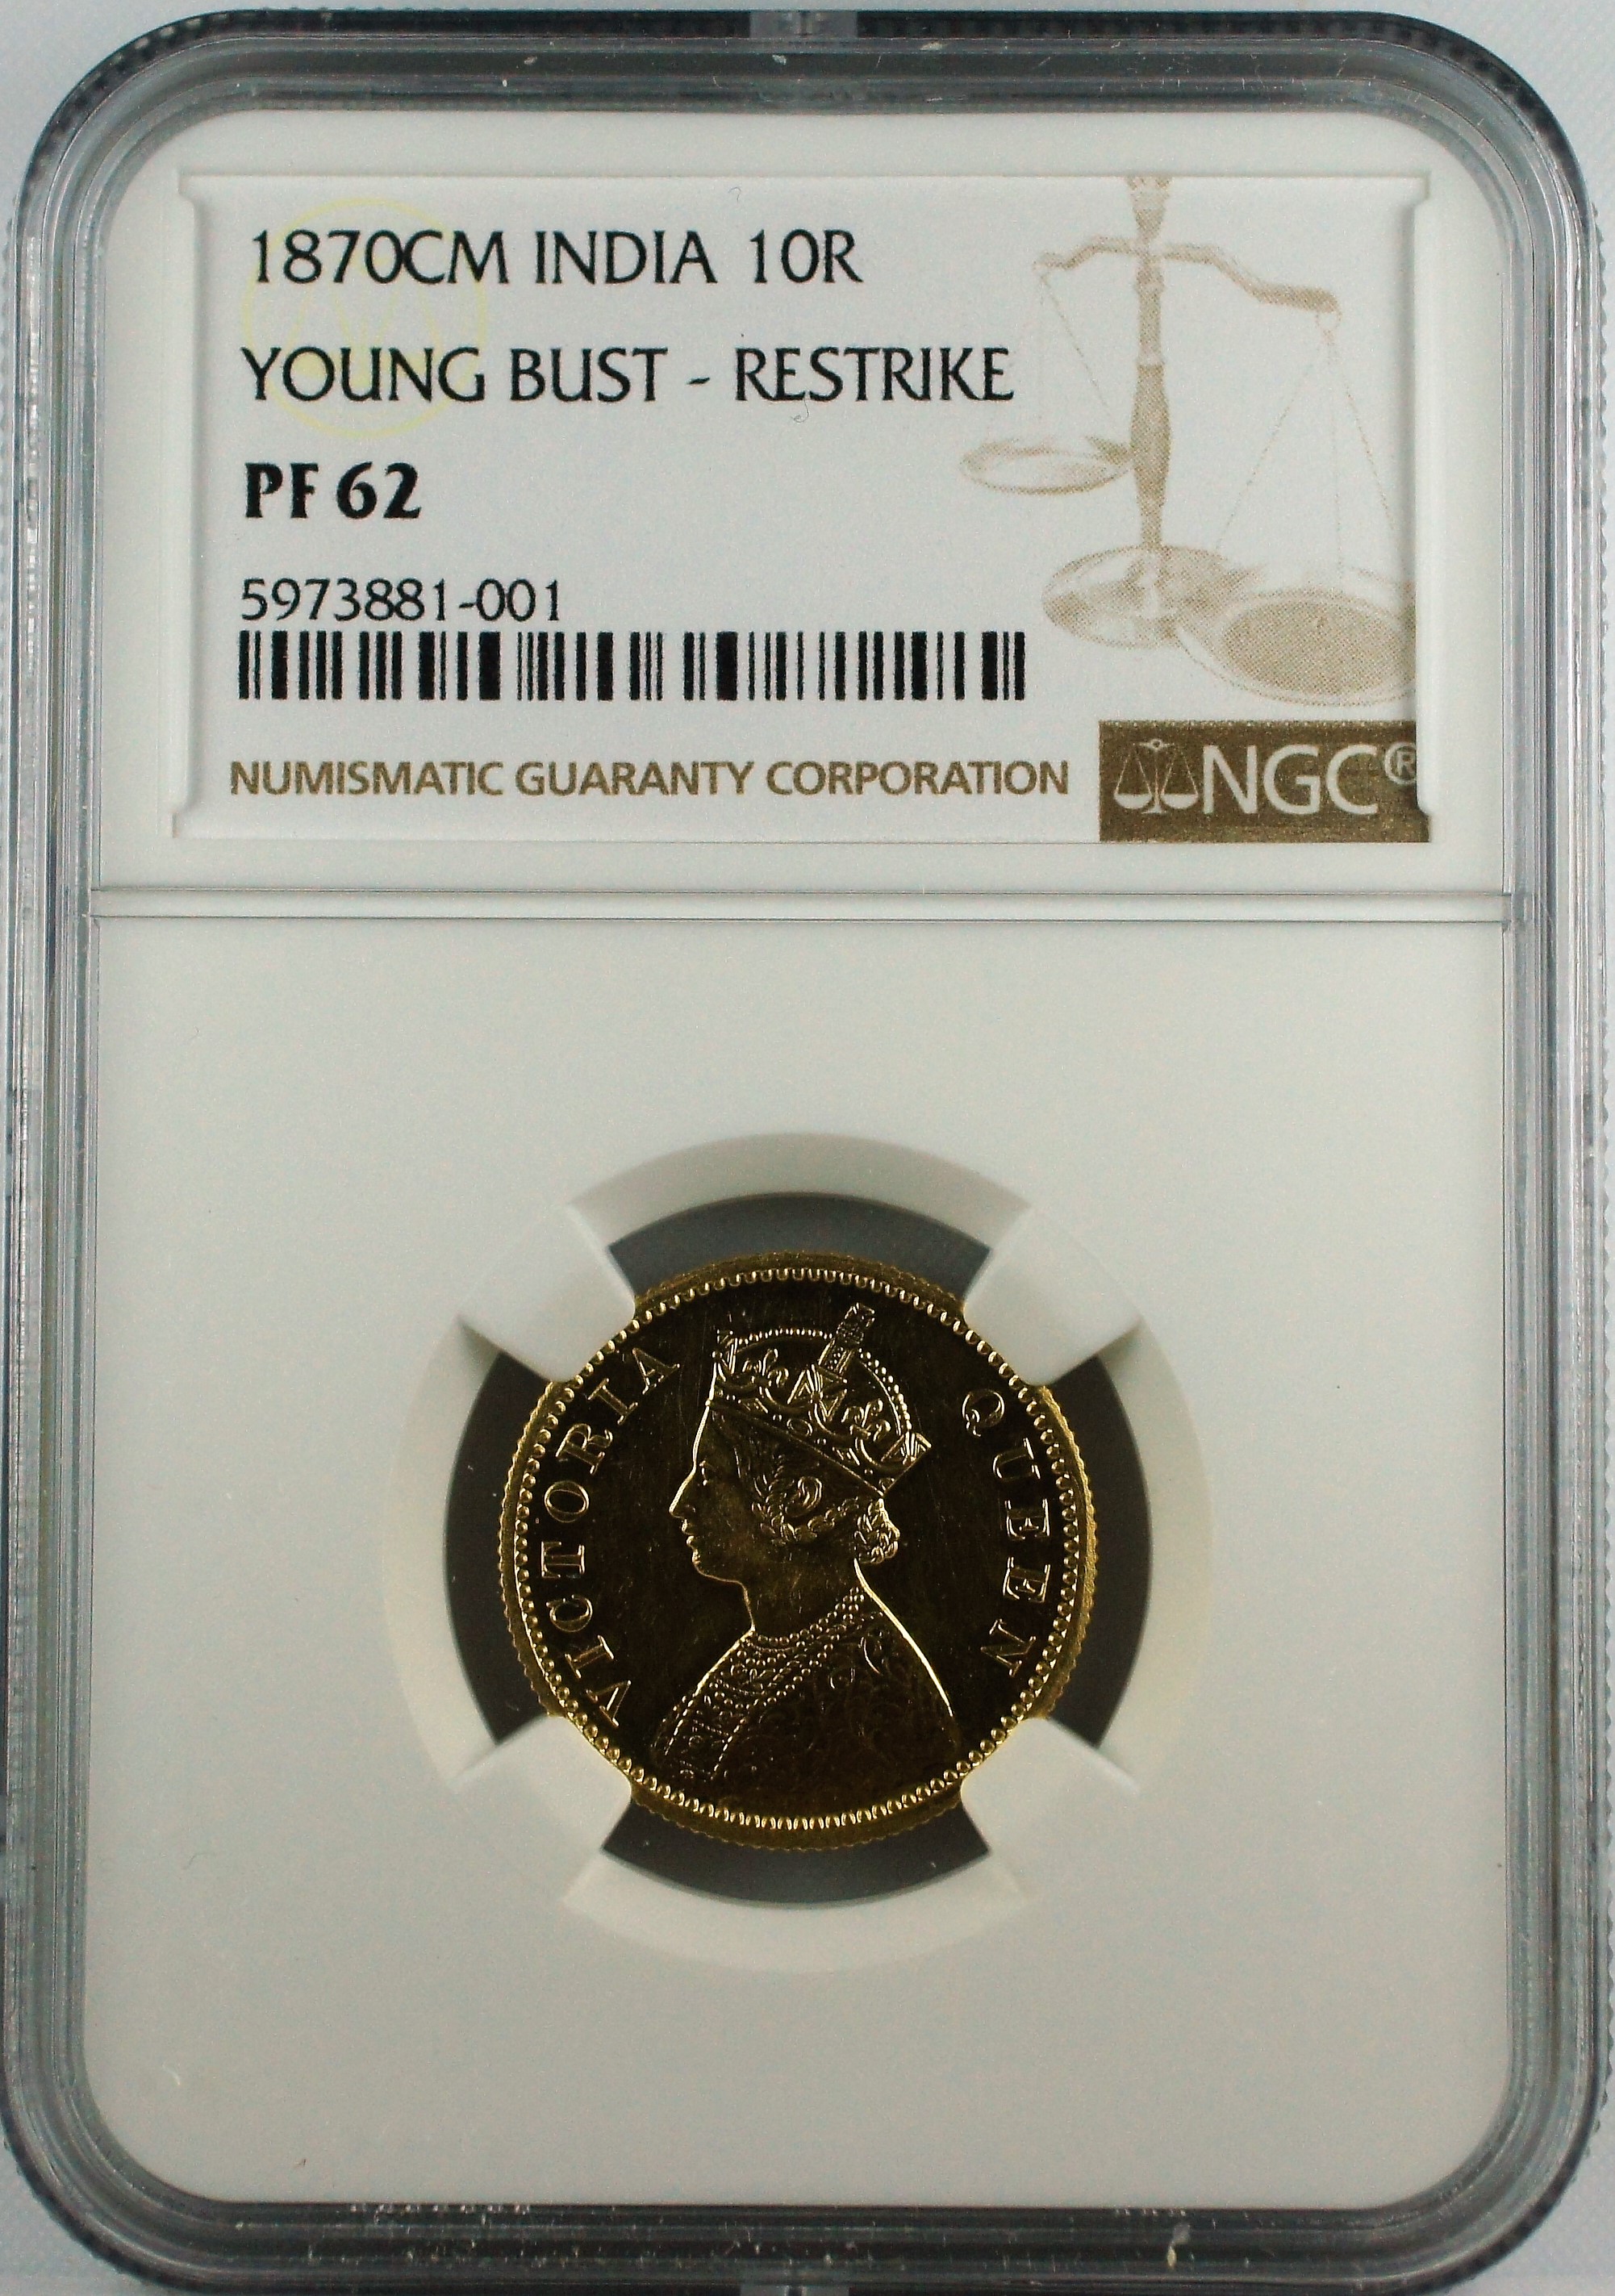 1870CM INDIA 10R
YOUNG BUST - RESTRIKE
PF 62
5973881-001
NUMISMATIC GUARANTY CORPORATION
NGC®
VICTORIA QUEEN